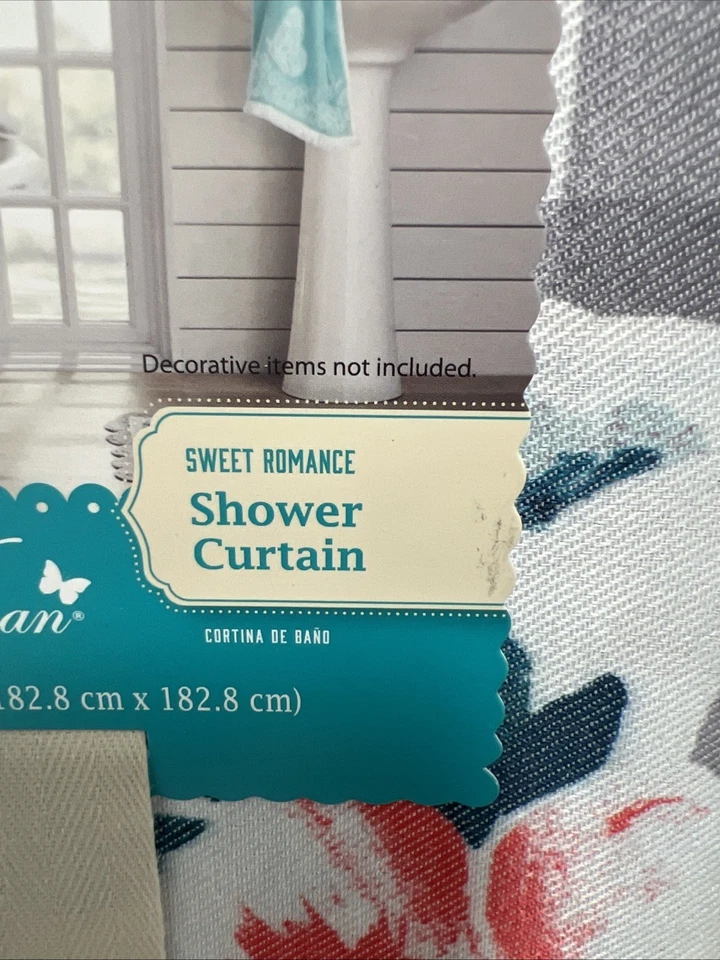 Decorative items not included.
SWEET ROMANCE
Shower
Curtain
an®
CORTINA DE BAÑO
182.8 cm x 182.8 cm)